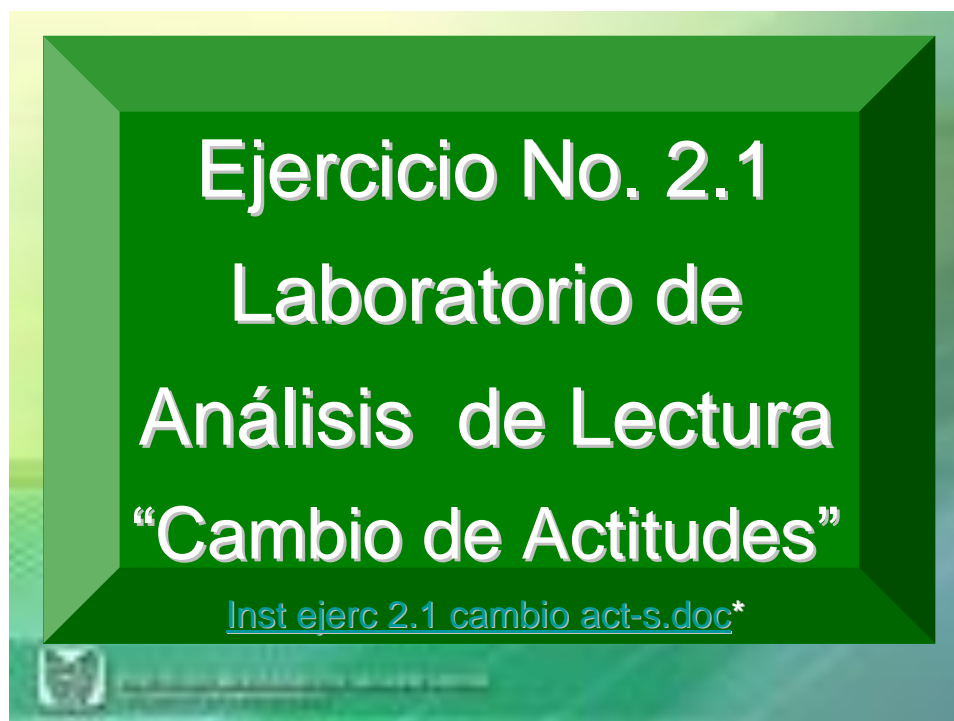 Ejercicio No. 2.1
Laboratorio de
Análisis de Lectura
“Cambio de Actitudes”
Inst ejerc 2.1 cambio act-s.doc*